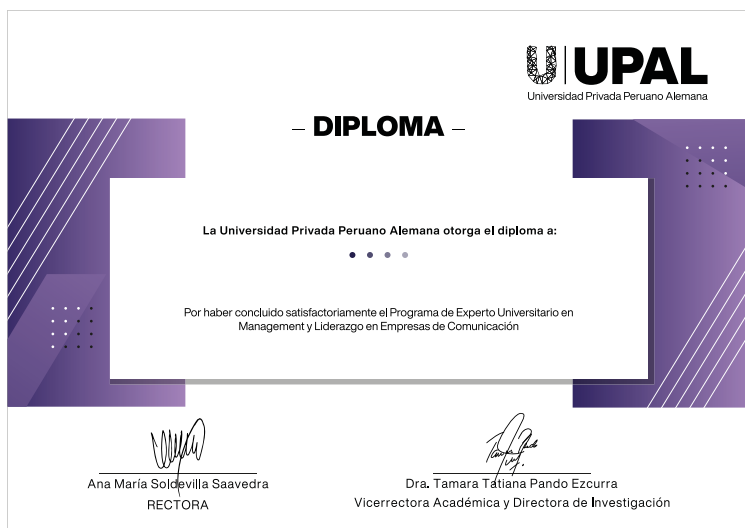 UPAL
Universidad Privada Peruano Alemana
– DIPLOMA –
La Universidad Privada Peruano Alemana otorga el diploma a:
Por haber concluido satisfactoriamente el Programa de Experto Universitario en
Management y Liderazgo en Empresas de Comunicación
Ana María Soldevilla Saavedra
RECTORA
Dra. Tamara Tatiana Pando Ezcurra
Vicerrectora Académica y Directora de Investigación